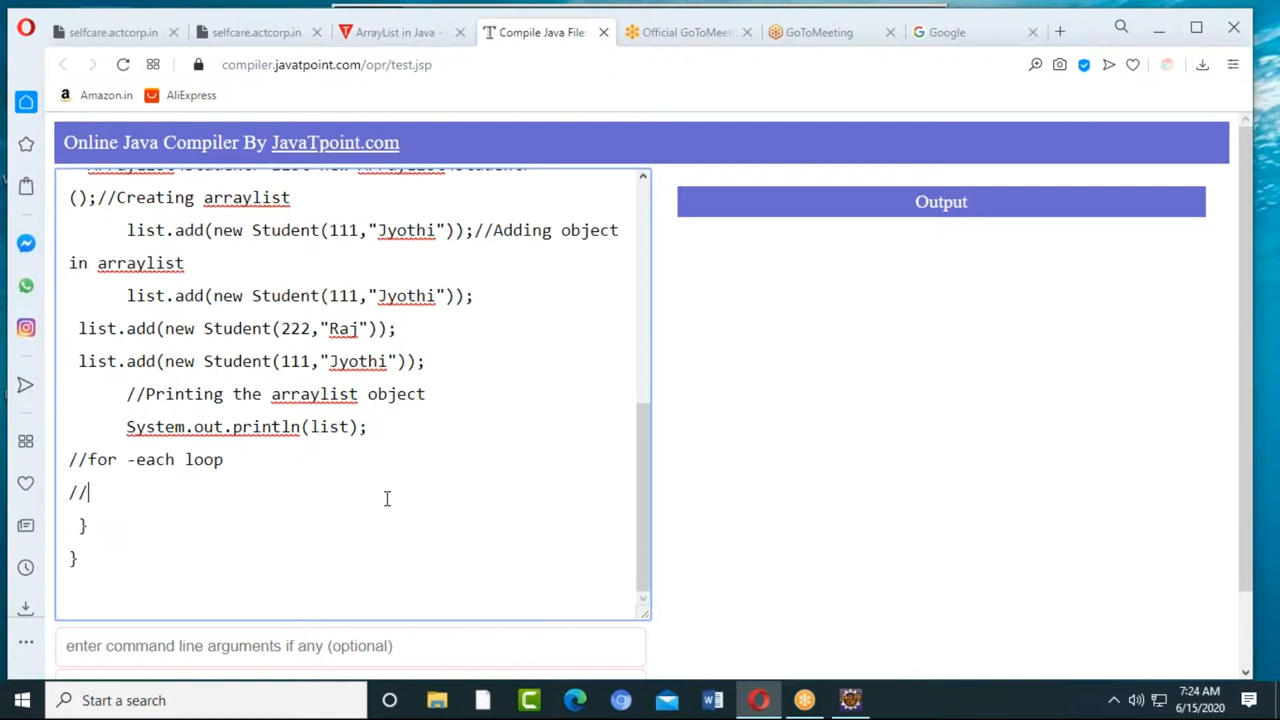 selfcare.actcorp.in
selfcare.actcorp.in
ArrayList in Java -
Compile Java File:
Official GoToMeeti
GoToMeeting
Google
compiler.javatpoint.com/opr/test.jsp
Amazon.in
AliExpress
Online Java Compiler By JavaTpoint.com
Output
();//Creating arraylist
list.add(new Student(111,"Jyothi"));//Adding object
in arraylist
list.add(new Student(111,"Jyothi"));
list.add(new Student(222,"Raj"));
list.add(new Student(111,"Jyothi"));
//Printing the arraylist object
System.out.println(list);
//for -each loop
//
}
}
enter command line arguments if any (optional)
Start a search
7:24 AM
6/15/2020